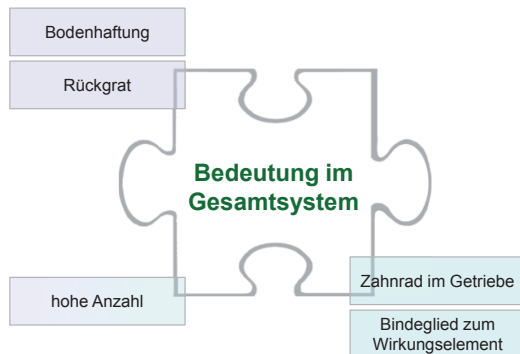 Bodenhaftung
Rückgrat
Bedeutung im
Gesamtsystem
hohe Anzahl
Zahnrad im Getriebe
Bindeglied zum
Wirkungselement